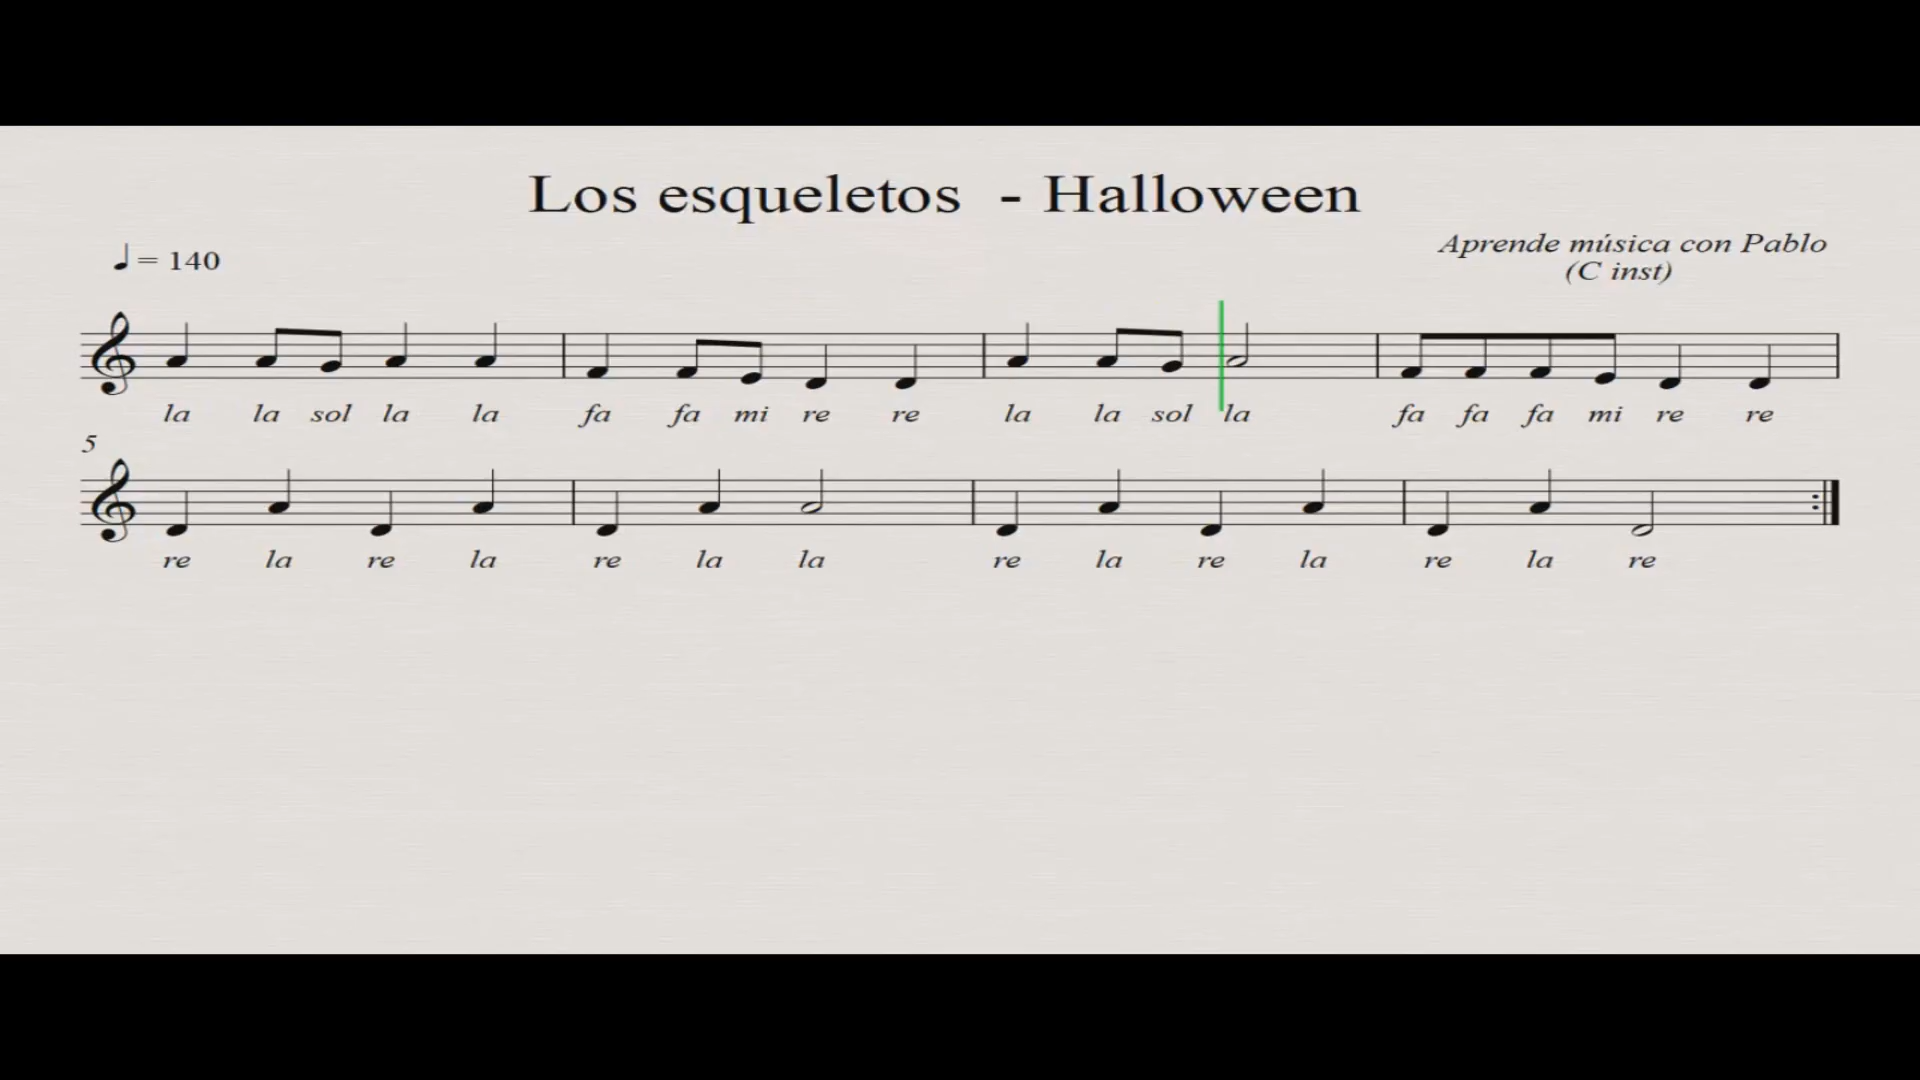 Los esqueletos - Halloween
= 140
Aprende música con Pablo
(C inst)
la la sol la la fa fa mi re re la la sol la fa fa fa mi re re
5
re la re la re la la re la re la re la re